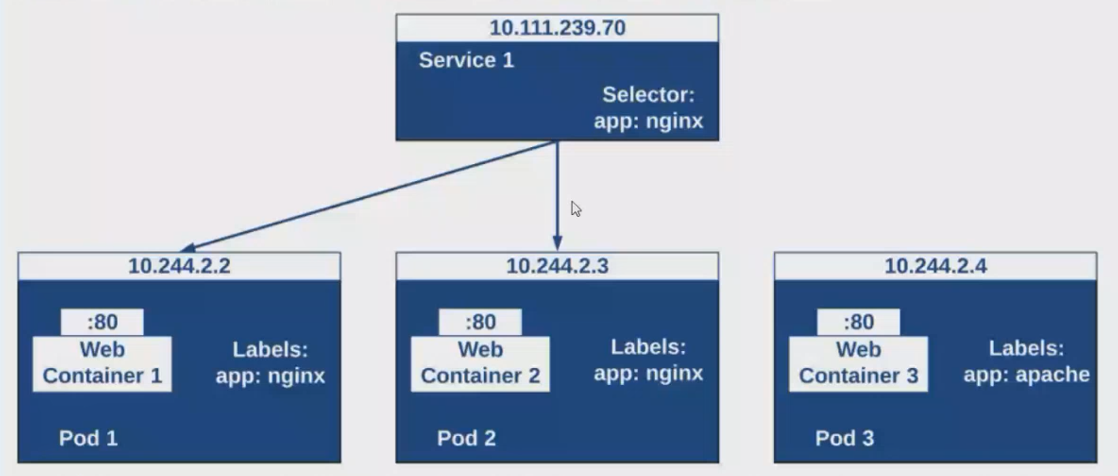 10.111.239.70
Service 1
Selector:
app: nginx
10.244.2.2
:80
Web
Container 1
Labels:
app: nginx
Pod 1
10.244.2.3
:80
Web
Container 2
Labels:
app: nginx
Pod 2
10.244.2.4
:80
Web
Container 3
Labels:
app: apache
Pod 3